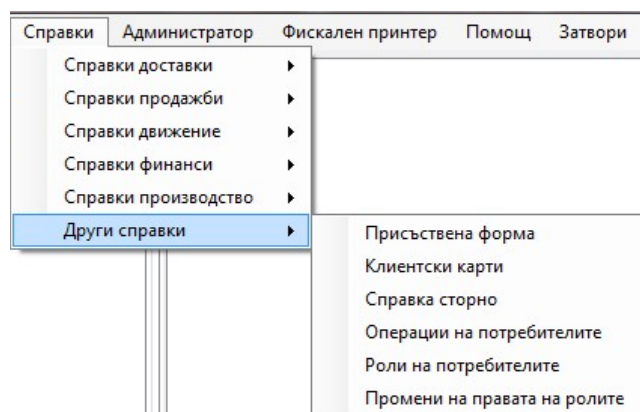 Справки Администратор Фискален принтер Помощ Затвори
Справки доставки
Справки продажби
Справки движение
Справки финанси
Справки производство
Други справки
Присъствена форма
Клиентски карти
Справка сторно
Операции на потребителите
Роли на потребителите
Промени на правата на ролите